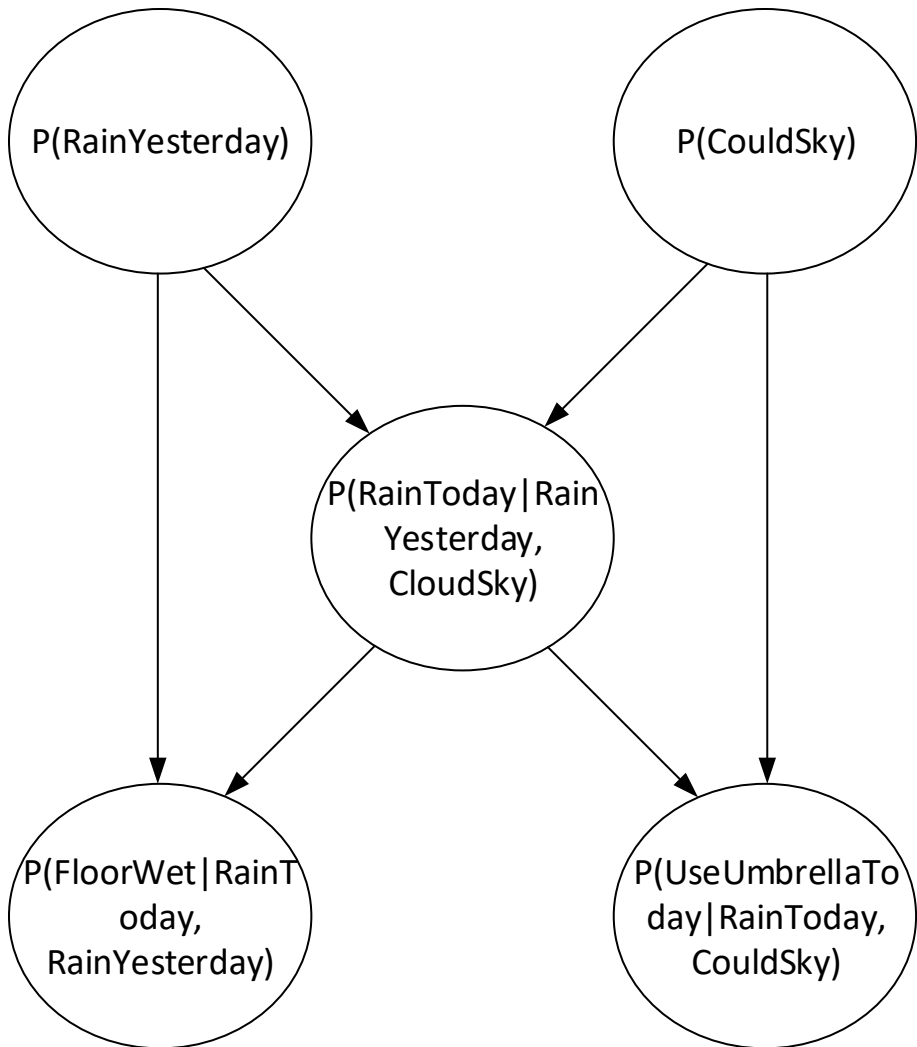 P(RainYesterday)
P(CouldSky)
P(RainToday|Rain
Yesterday,
CloudSky)
P(FloorWet|RainT
oday,
RainYesterday)
P(UseUmbrellaTo
day|RainToday,
CouldSky)